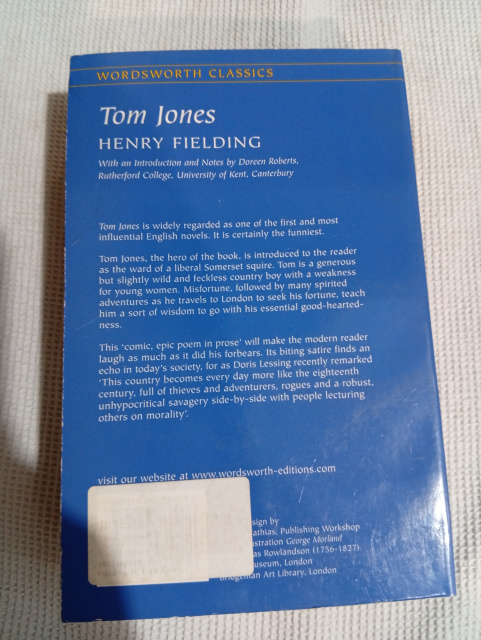 WORDSWORTH CLASSICS
Tom Jones
HENRY FIELDING
With an Introduction and Notes by Doreen Roberts,
Rutherford College, University of Kent, Canterbury
Tom Jones is widely regarded as one of the first and most
influential English novels. It is certainly the funniest.
Tom Jones, the hero of the book, is introduced to the reader
as the ward of a liberal Somerset squire. Tom is a generous
but slightly wild and feckless country boy with a weakness
for young women. Misfortune, followed by many spirited
adventures as he travels to London to seek his fortune, teach
him a sort of wisdom to go with his essential good-hearted-
ness.
This 'comic, epic poem in prose' will make the modern reader
laugh as much as it did his forbears. Its biting satire finds an
echo in today's society, for as Doris Lessing recently remarked
'This country becomes every day more like the eighteenth
century, full of thieves and adventurers, rogues and a robust,
unhypocritical savagery side-by-side with people lecturing
others on morality'.
visit our website at www.wordsworth-editions.com
sign by
athias, Publishing Workshop
stration George Morland
as Rowlandson (1756-1827)
useum, London
Bridgeman Art Library, London